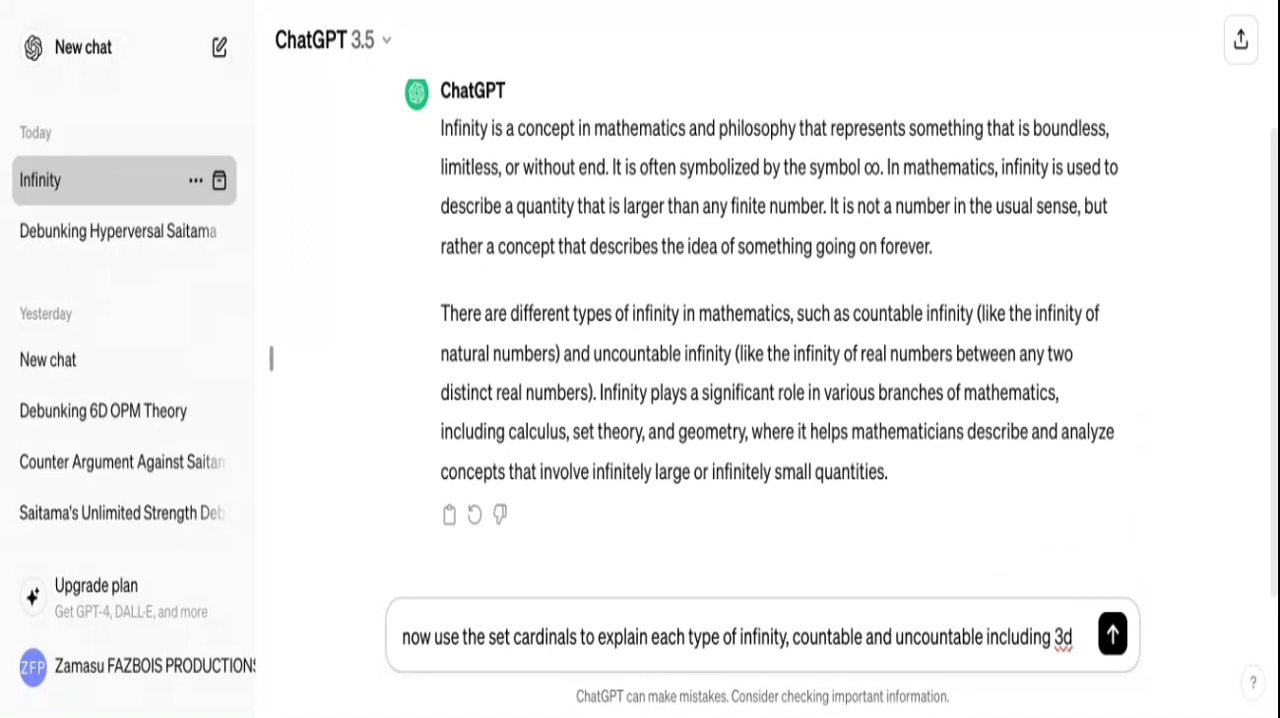 New chat
ChatGPT 3.5
Today
Infinity
Debunking Hyperversal Saitama
Yesterday
New chat
Debunking 6D OPM Theory
Counter Argument Against Saitam
Saitama's Unlimited Strength Deb
Upgrade plan
Get GPT-4, DALL·E, and more
ZFP
Zamasu FAZBOIS PRODUCTIONS
ChatGPT
Infinity is a concept in mathematics and philosophy that represents something that is boundless,
limitless, or without end. It is often symbolized by the symbol ∞. In mathematics, infinity is used to
describe a quantity that is larger than any finite number. It is not a number in the usual sense, but
rather a concept that describes the idea of something going on forever.
There are different types of infinity in mathematics, such as countable infinity (like the infinity of
natural numbers) and uncountable infinity (like the infinity of real numbers between any two
distinct real numbers). Infinity plays a significant role in various branches of mathematics,
including calculus, set theory, and geometry, where it helps mathematicians describe and analyze
concepts that involve infinitely large or infinitely small quantities.
now use the set cardinals to explain each type of infinity, countable and uncountable including 3d
ChatGPT can make mistakes. Consider checking important information.
?